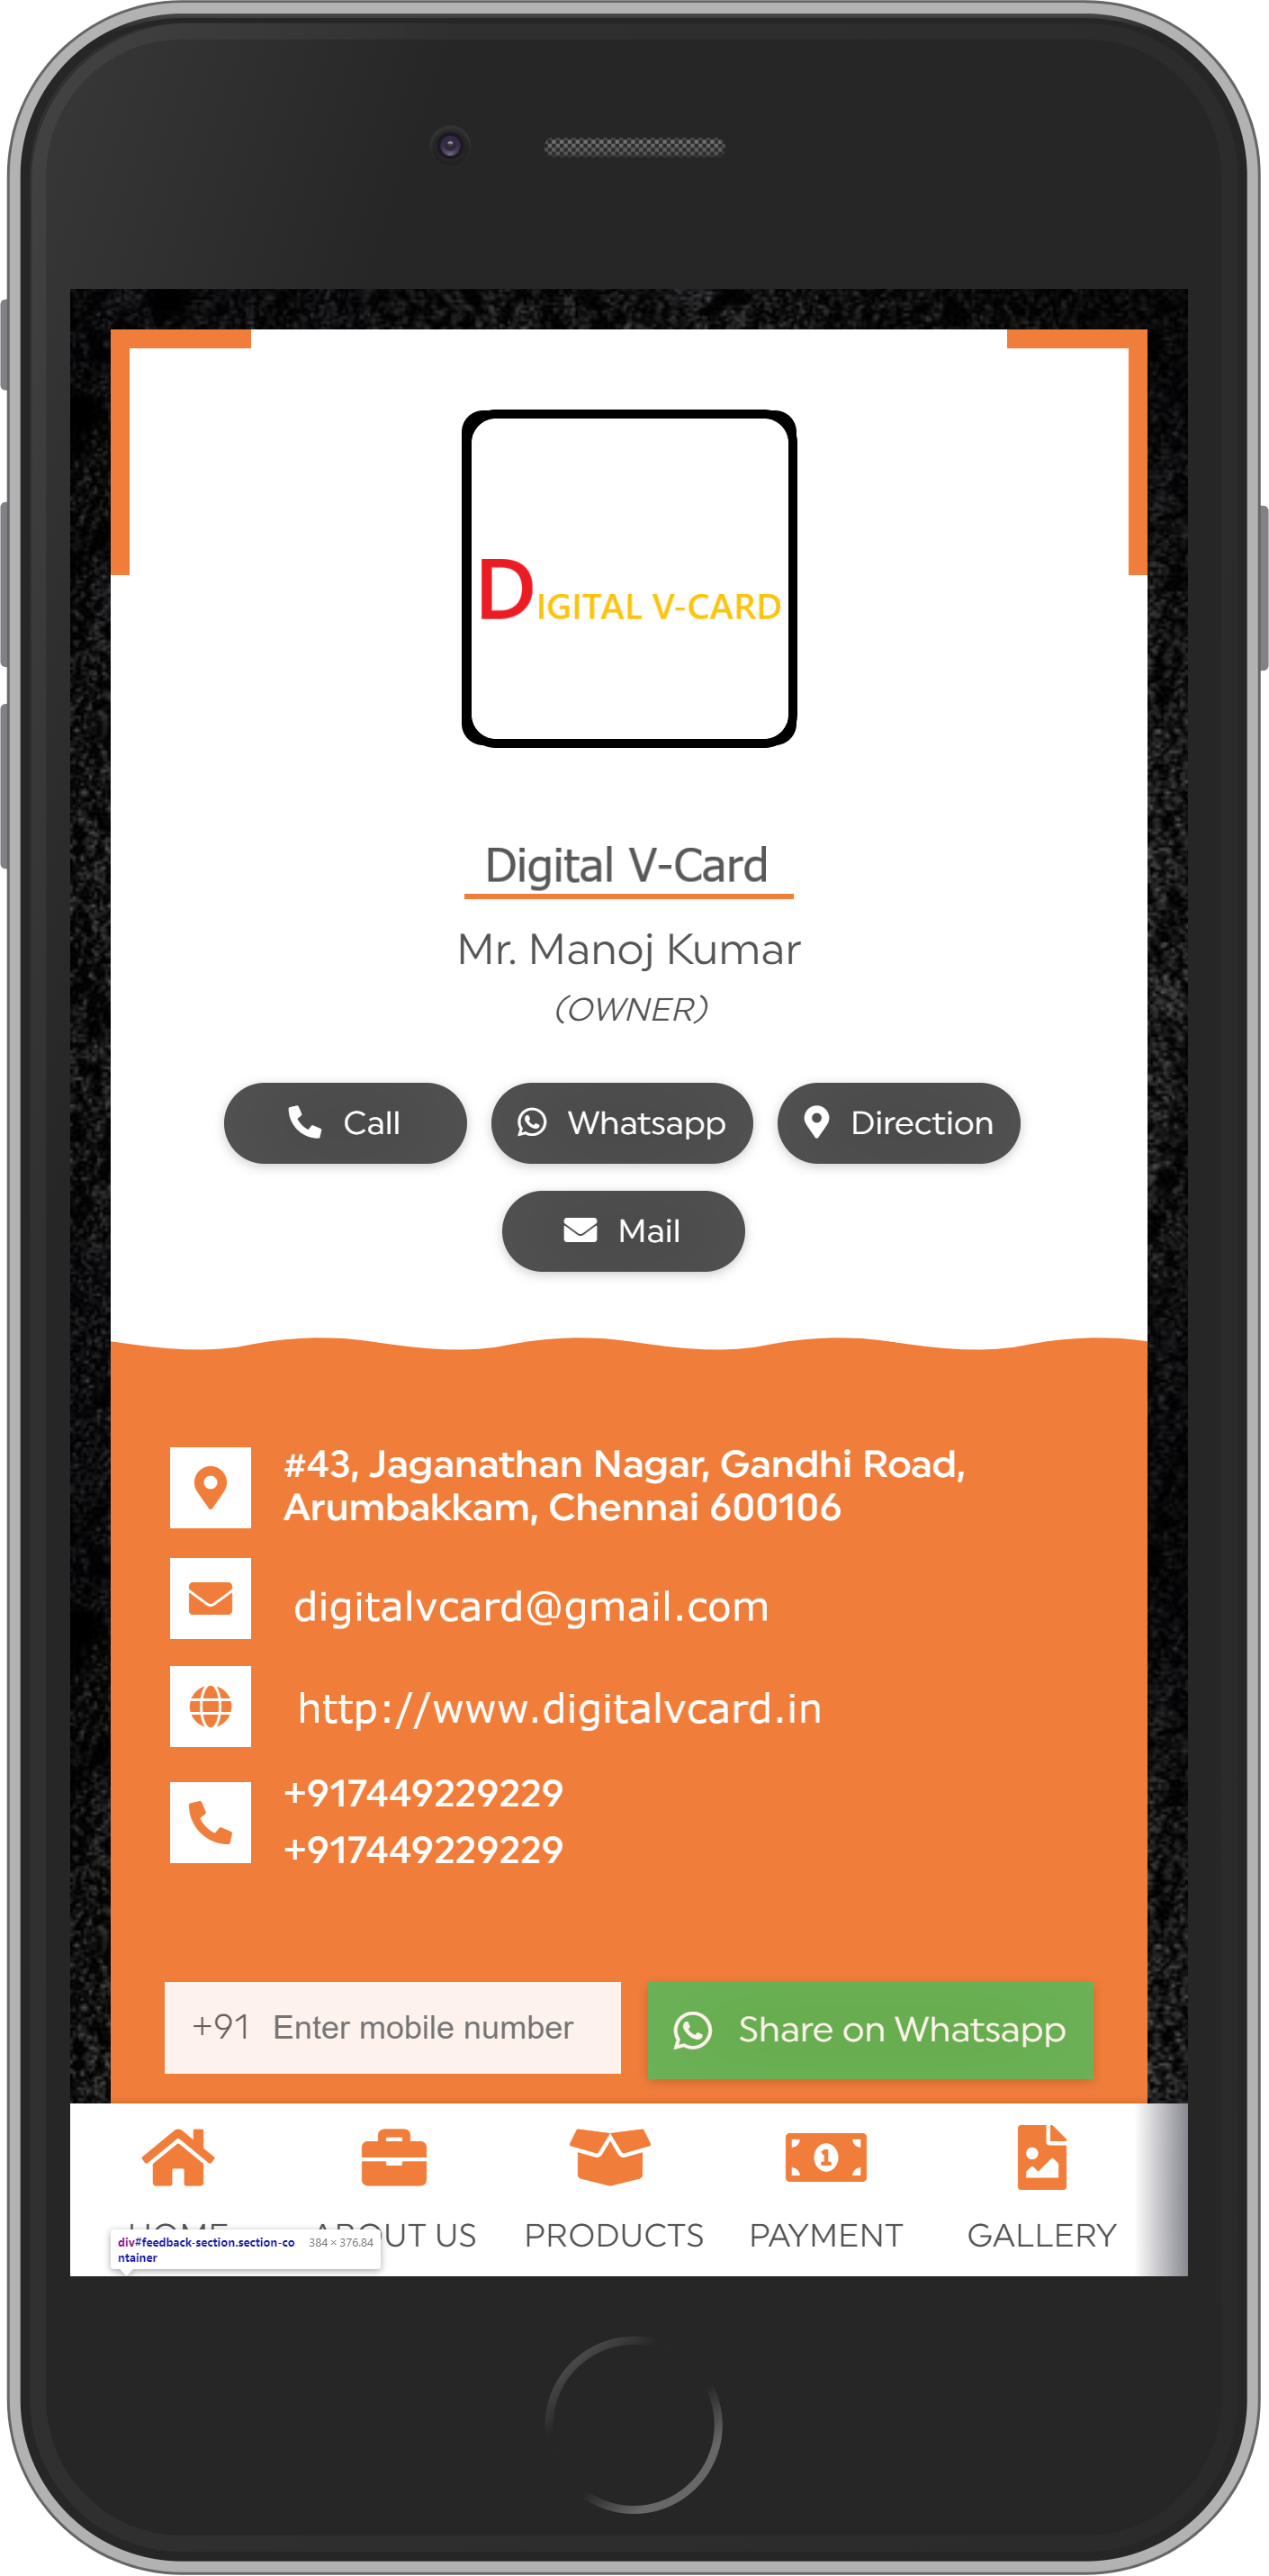 DIGITAL V-CARD
Digital V-Card
Mr. Manoj Kumar
(OWNER)
Call
Whatsapp
Direction
Mail
#43, Jaganathan Nagar, Gandhi Road,
Arumbakkam, Chennai 600106
digitalvcard@gmail.com
http://www.digitalvcard.in
+917449229229
+917449229229
+91 Enter mobile number
Share on Whatsapp
HOME
ABOUT US
PRODUCTS
PAYMENT
GALLERY
div#feedback-section.section-co
ntainer
384 × 376.84